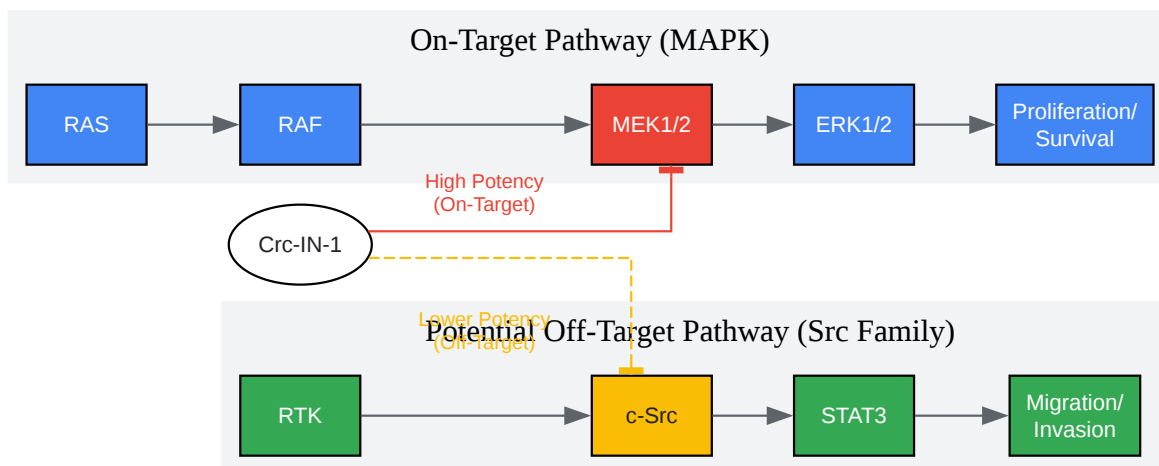 On-Target Pathway (MAPK)
RAS
RAF
MEK1/2
ERK1/2
Proliferation/
Survival
High Potency
(On-Target)
Crc-IN-1
Lower Potency
(Off-Target)
Potential Off-Target Pathway (Src Family)
RTK
c-Src
STAT3
Migration/
Invasion